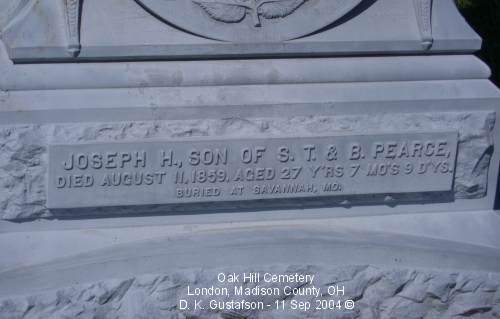 JOSEPH H., SON OF S. T. & B. PEARCE,
DIED AUGUST 11, 1859. AGED 27 Y'RS 7 MO'S 9 D'YS.
BURIED AT SAVANNAH, MO.
Oak Hill Cemetery
London, Madison County, OH
D. K. Gustafson - 11 Sep 2004 ©